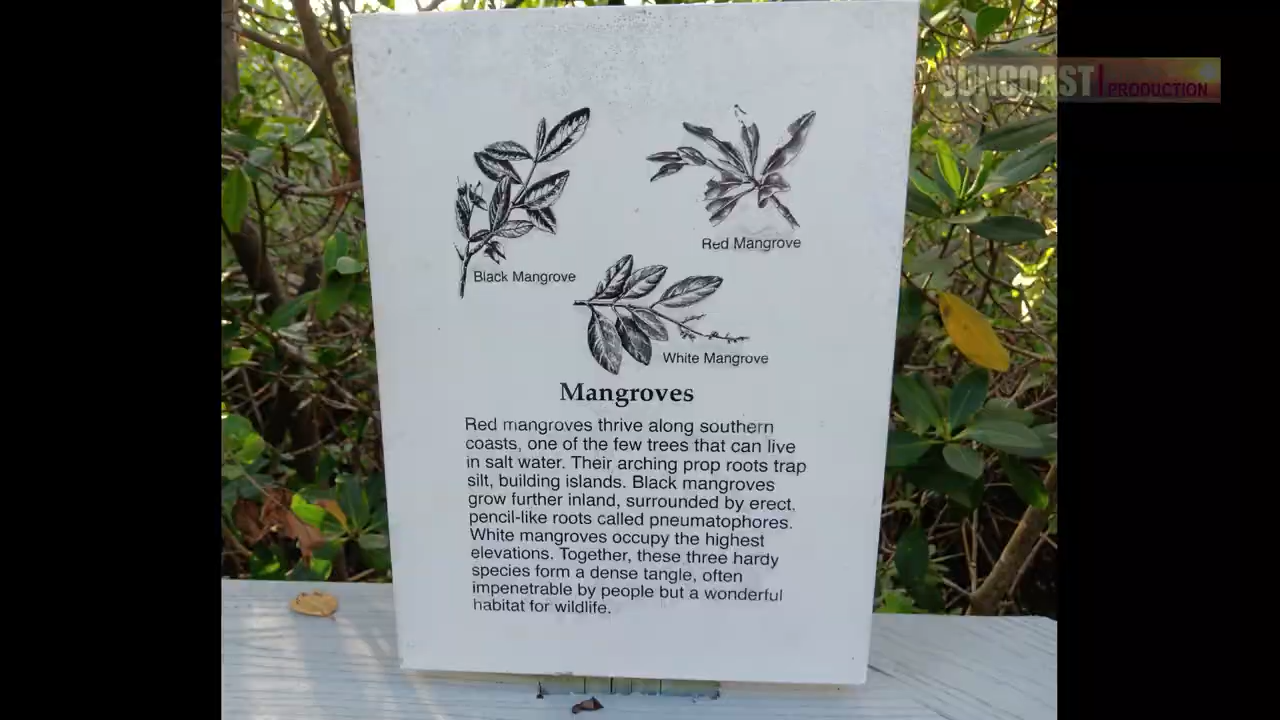 SUNCOAST PRODUCTION
Red Mangrove
Black Mangrove
White Mangrove
Mangroves
Red mangroves thrive along southern
coasts, one of the few trees that can live
in salt water. Their arching prop roots trap
silt, building islands. Black mangroves
grow further inland, surrounded by erect,
pencil-like roots called pneumatophores.
White mangroves occupy the highest
elevations. Together, these three hardy
species form a dense tangle, often
impenetrable by people but a wonderful
habitat for wildlife.